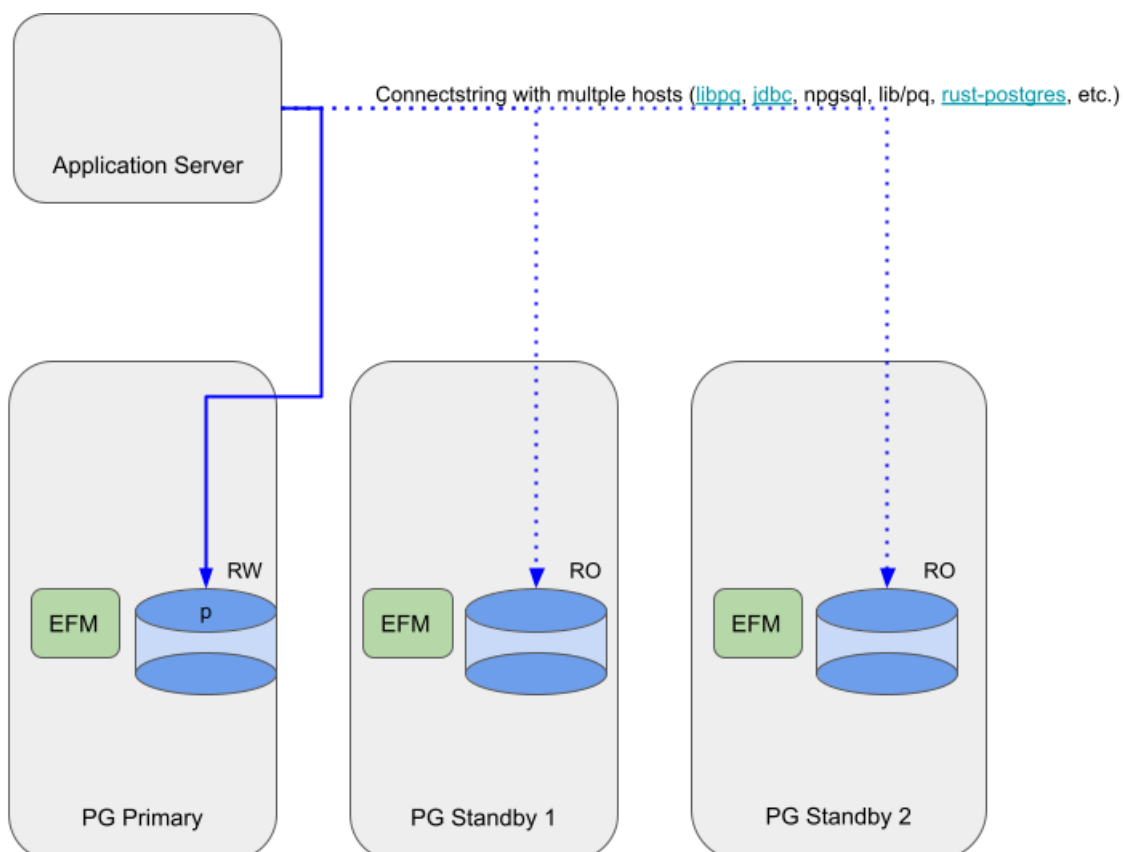 Connectstring with multple hosts (libpq, jdbc, npgsql, lib/pq, rust-postgres, etc.)
Application Server
RW
RO
RO
EFM
p
EFM
EFM
PG Primary
PG Standby 1
PG Standby 2